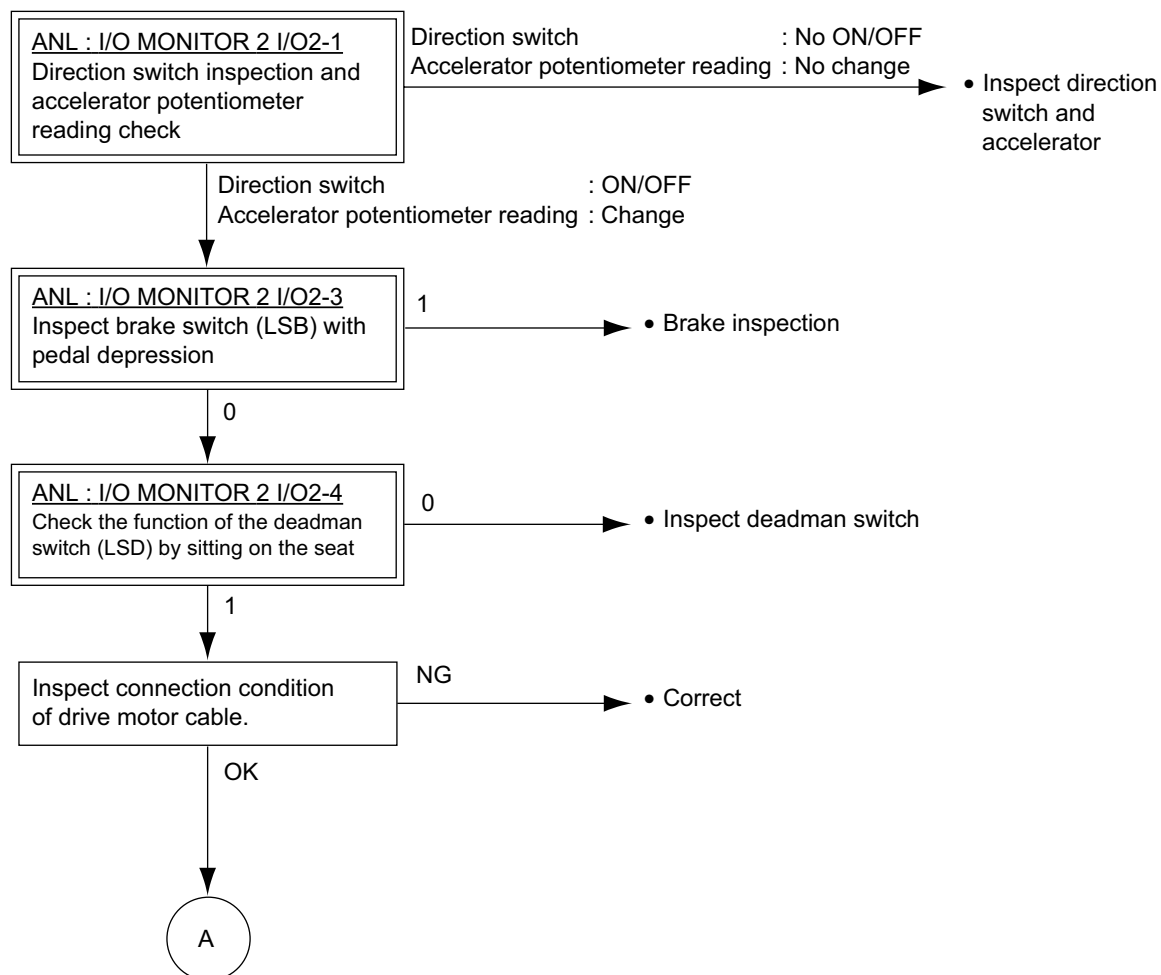 ANL : I/O MONITOR 2 I/O2-1
Direction switch inspection and
accelerator potentiometer
reading check
Direction switch : No ON/OFF
Accelerator potentiometer reading : No change
• Inspect direction
switch and
accelerator
Direction switch : ON/OFF
Accelerator potentiometer reading : Change
ANL : I/O MONITOR 2 I/O2-3
Inspect brake switch (LSB) with
pedal depression
1
• Brake inspection
0
ANL : I/O MONITOR 2 I/O2-4
Check the function of the deadman
switch (LSD) by sitting on the seat
0
• Inspect deadman switch
1
Inspect connection condition
of drive motor cable.
NG
• Correct
OK
A